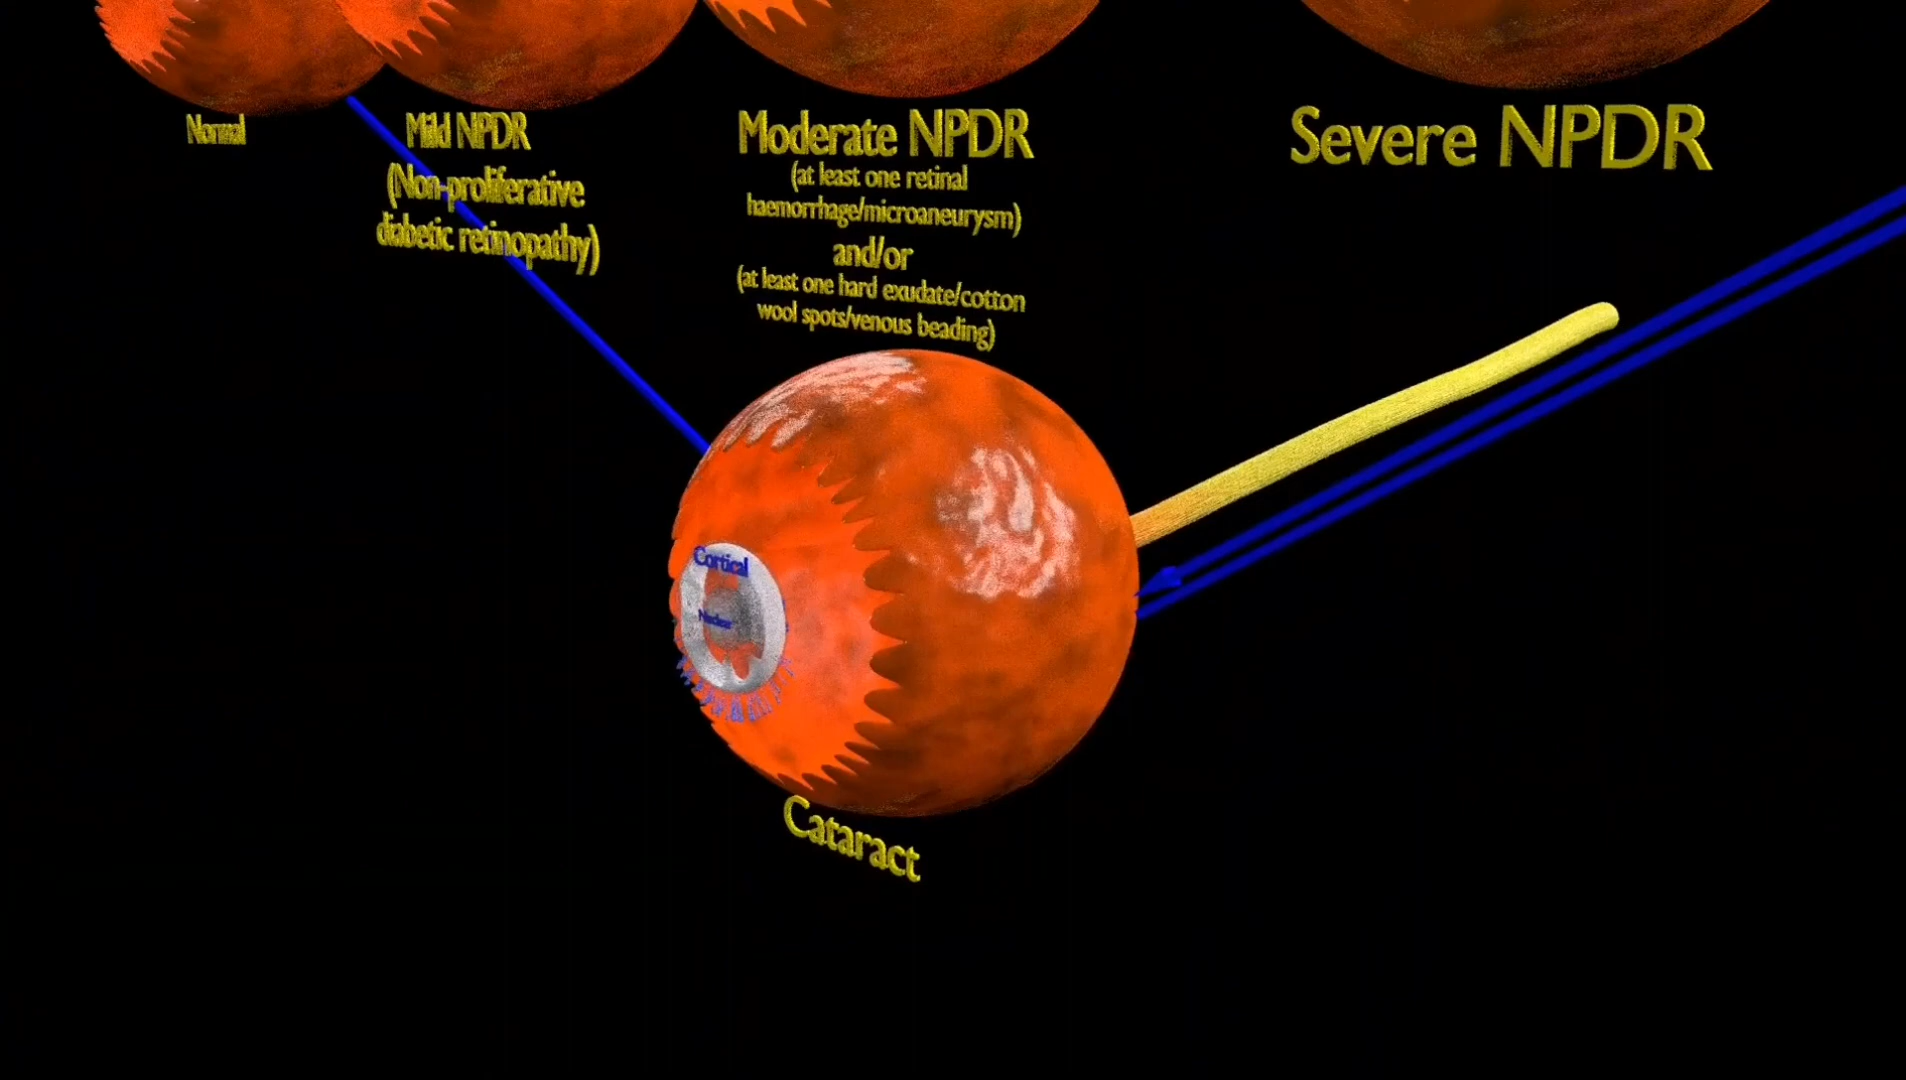 Normal
Mild NPDR
(Non-proliferative
diabetic retinopathy)
Moderate NPDR
(at least one retinal
haemorrhage/microaneurysm)
and/or
(at least one hard exudate/cotton
wool spots/venous beading)
Severe NPDR
Cortical
Nuclear
Cataract